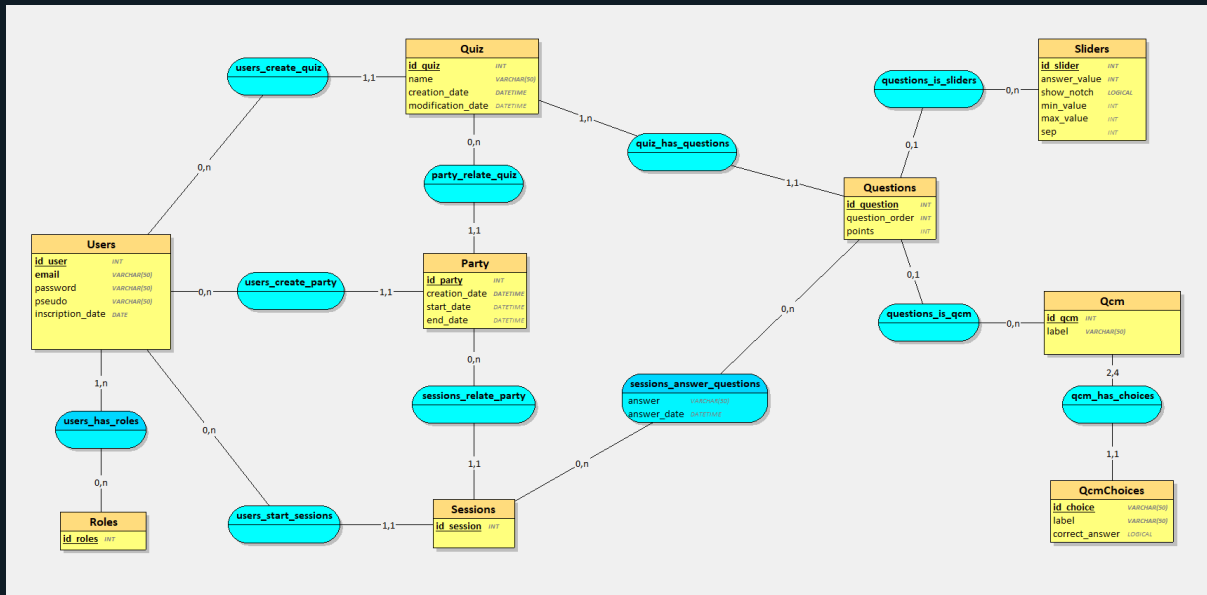 Quiz
id_quiz INT
name VARCHAR(50)
creation_date DATETIME
modification_date DATETIME
users_create_quiz
1,1
0,n
Sliders
id_slider INT
answer_value INT
show_notch LOGICAL
min_value INT
max_value INT
sep INT
questions_is_sliders
0,n
0,1
1,n
quiz_has_questions
1,1
0,n
party_relate_quiz
1,1
Questions
id_question INT
question_order INT
points INT
Users
id_user INT
email VARCHAR(50)
password VARCHAR(50)
pseudo VARCHAR(50)
inscription_date DATE
0,n
users_create_party
1,1
Party
id_party INT
creation_date DATETIME
start_date DATETIME
end_date DATETIME
0,1
questions_is_qcm
0,n
Qcm
id_qcm INT
label VARCHAR(50)
0,n
0,n
sessions_relate_party
1,1
sessions_answer_questions
answer VARCHAR(50)
answer_date DATETIME
0,n
2,4
qcm_has_choices
1,1
1,n
users_has_roles
0,n
0,n
Roles
id_roles INT
users_start_sessions
1,1
Sessions
id_session INT
QcmChoices
id_choice VARCHAR(50)
label VARCHAR(50)
correct_answer LOGICAL